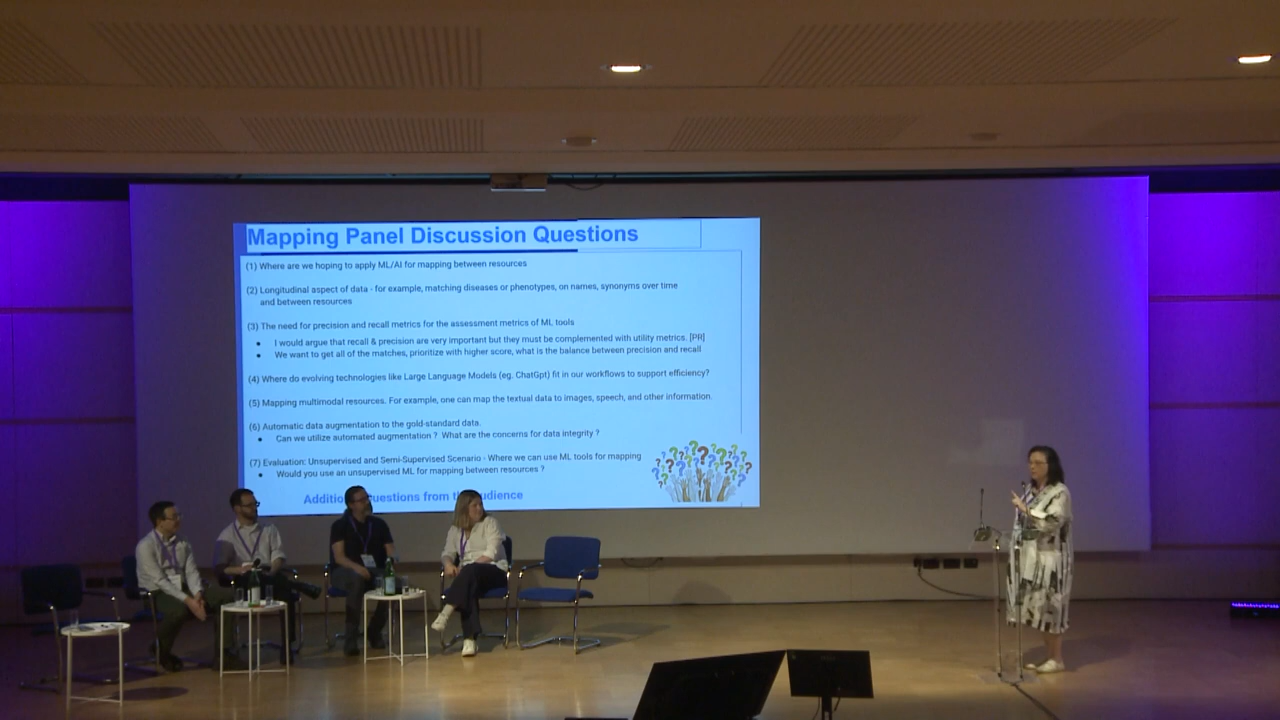 Mapping Panel Discussion Questions
(1) Where are we hoping to apply ML/AI for mapping between resources
(2) Longitudinal aspect of data - for example, matching diseases or phenotypes, on names, synonyms over time
and between resources
(3) The need for precision and recall metrics for the assessment metrics of ML tools
● I would argue that recall & precision are very important but they must be complemented with utility metrics. [PR]
● We want to get all of the matches, prioritize with higher score, what is the balance between precision and recall
(4) Where do evolving technologies like Large Language Models (eg. ChatGpt) fit in our workflows to support efficiency?
(5) Mapping multimodal resources. For example, one can map the textual data to images, speech, and other information.
(6) Automatic data augmentation to the gold-standard data.
● Can we utilize automated augmentation ? What are the concerns for data integrity ?
(7) Evaluation: Unsupervised and Semi-Supervised Scenario - Where we can use ML tools for mapping
● Would you use an unsupervised ML for mapping between resources ?
from